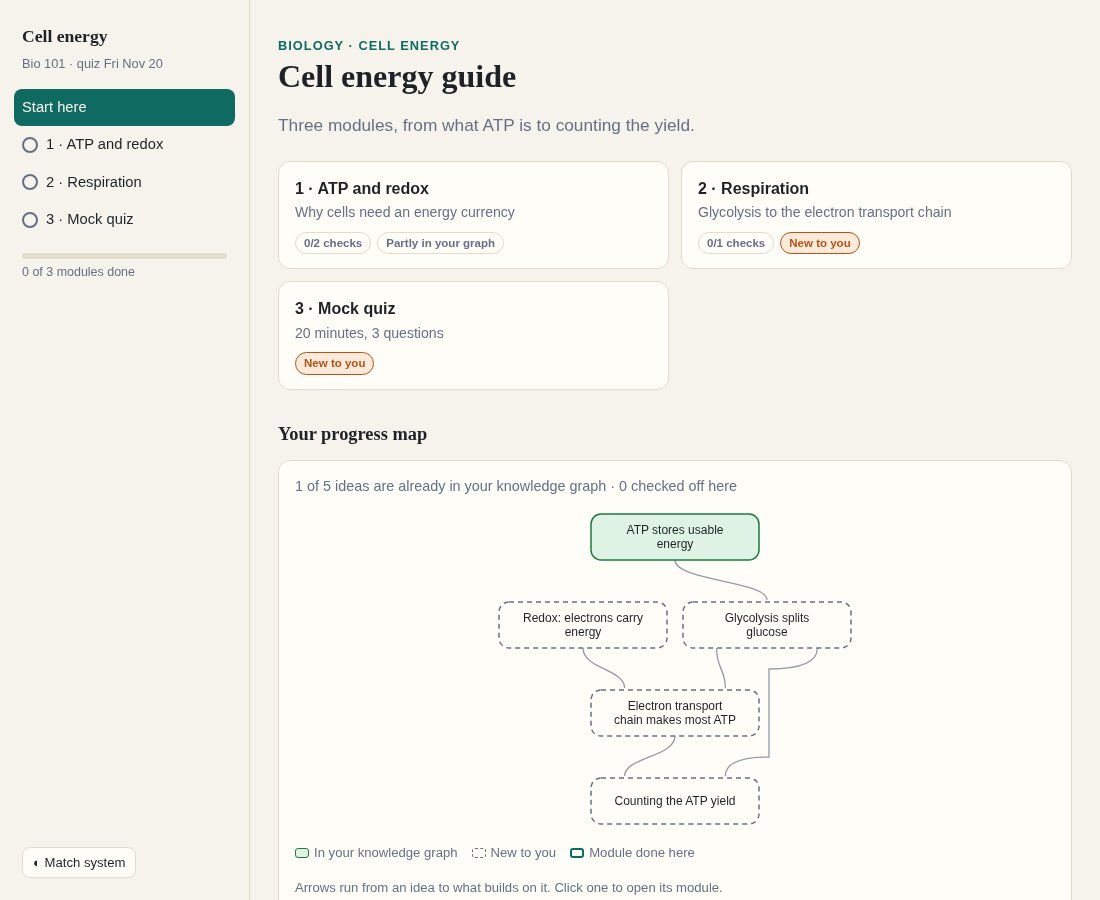 Cell energy
Bio 101 · quiz Fri Nov 20
Start here
1 · ATP and redox
2 · Respiration
3 · Mock quiz
0 of 3 modules done
Match system
BIOLOGY · CELL ENERGY
Cell energy guide
Three modules, from what ATP is to counting the yield.
1 · ATP and redox
Why cells need an energy currency
0/2 checks
Partly in your graph
2 · Respiration
Glycolysis to the electron transport chain
0/1 checks
New to you
3 · Mock quiz
20 minutes, 3 questions
New to you
Your progress map
1 of 5 ideas are already in your knowledge graph · 0 checked off here
ATP stores usable
energy
Redox: electrons carry
energy
Glycolysis splits
glucose
Electron transport
chain makes most ATP
Counting the ATP yield
In your knowledge graph
New to you
Module done here
Arrows run from an idea to what builds on it. Click one to open its module.